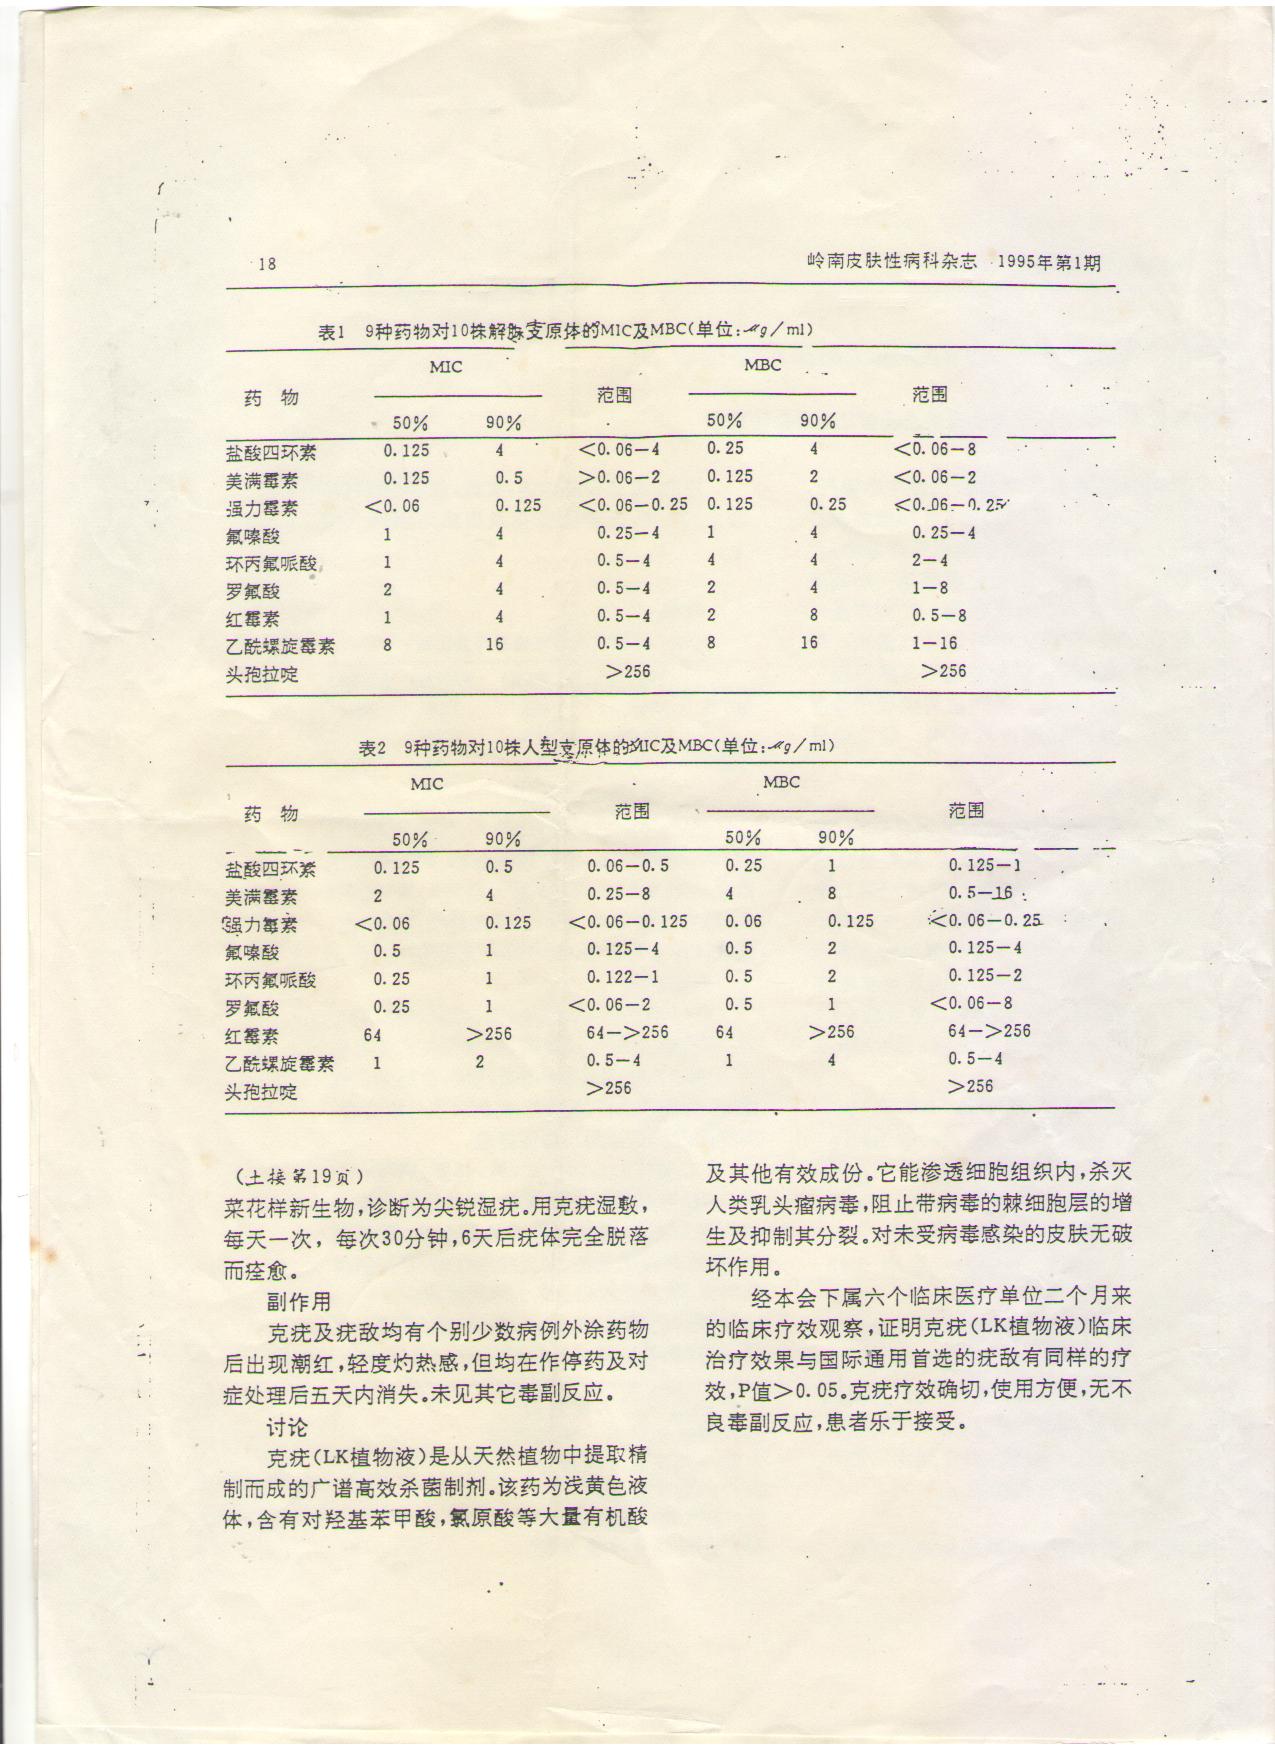 18
岭南皮肤性病科杂志 1995年第1期
表1 9种药物对10株解脲支原体的MIC及MBC(单位:μg/ml)
MIC MBC
药 物 范围 范围
50% 90% 50% 90%
盐酸四环素 0.125 4 <0.06-4 0.25 4 <0.06-8
美满霉素 0.125 0.5 >0.06-2 0.125 2 <0.06-2
强力霉素 <0.06 0.125 <0.06-0.25 0.125 0.25 <0.06-0.25
氟嗪酸 1 4 0.25-4 1 4 0.25-4
环丙氟哌酸 1 4 0.5-4 4 4 2-4
罗氟酸 2 4 0.5-4 2 4 1-8
红霉素 1 4 0.5-4 2 8 0.5-8
乙酰螺旋霉素 8 16 0.5-4 8 16 1-16
头孢拉啶 >256 >256
表2 9种药物对10株人型支原体的MIC及MBC(单位:μg/ml)
MIC MBC
药 物 范围 范围
50% 90% 50% 90%
盐酸四环素 0.125 0.5 0.06-0.5 0.25 1 0.125-1
美满霉素 2 4 0.25-8 4 8 0.5-16
强力霉素 <0.06 0.125 <0.06-0.125 0.06 0.125 <0.06-0.25
氟嗪酸 0.5 1 0.125-4 0.5 2 0.125-4
环丙氟哌酸 0.25 1 0.122-1 0.5 2 0.125-2
罗氟酸 0.25 1 <0.06-2 0.5 1 <0.06-8
红霉素 64 >256 64->256 64 >256 64->256
乙酰螺旋霉素 1 2 0.5-4 1 4 0.5-4
头孢拉啶 >256 >256
(土接第19页)
菜花样新生物,诊断为尖锐湿疣。用克疣湿敷,
每天一次, 每次30分钟,6天后疣体完全脱落
而痊愈。
副作用
克疣及疣敌均有个别少数病例外涂药物
后出现潮红,轻度灼热感,但均在作停药及对
症处理后五天内消失。未见其它毒副反应。
讨论
克疣(LK植物液)是从天然植物中提取精
制而成的广谱高效杀菌制剂。该药为浅黄色液
体,含有对羟基苯甲酸,氯原酸等大量有机酸
及其他有效成份。它能渗透细胞组织内,杀灭
人类乳头瘤病毒,阻止带病毒的棘细胞层的增
生及抑制其分裂。对未受病毒感染的皮肤无破
坏作用。
经本会下属六个临床医疗单位二个月来
的临床疗效观察,证明克疣(LK植物液)临床
治疗效果与国际通用首选的疣敌有同样的疗
效,P值>0.05。克疣疗效确切,使用方便,无不
良毒副反应,患者乐于接受。